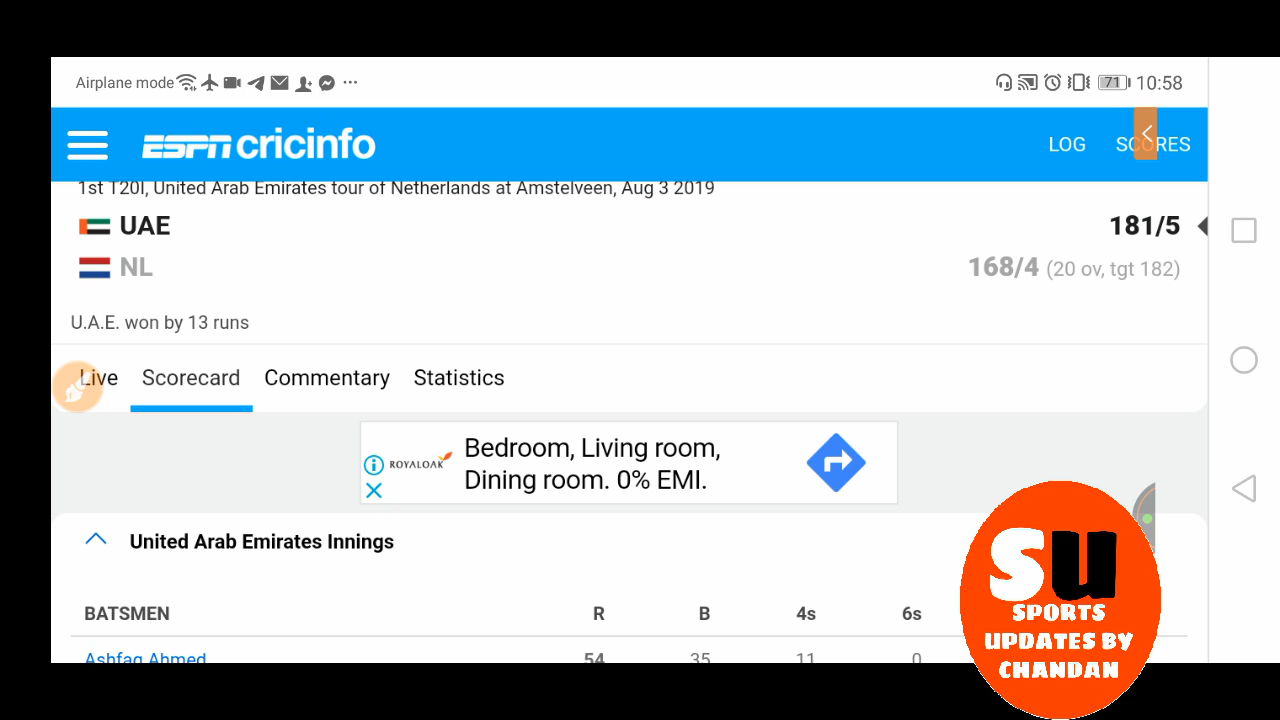 Airplane mode ... 71 10:58
ESPN cricinfo LOG SCORES
1st T20I, United Arab Emirates tour of Netherlands at Amstelveen, Aug 3 2019
UAE 181/5
NL 168/4 (20 ov, tgt 182)
U.A.E. won by 13 runs
Live Scorecard Commentary Statistics
ROYALOAK Bedroom, Living room,
Dining room. 0% EMI.
United Arab Emirates Innings
BATSMEN R B 4s 6s
Ashfaq Ahmed 54 35 11 0
SU
SPORTS
UPDATES BY
CHANDAN